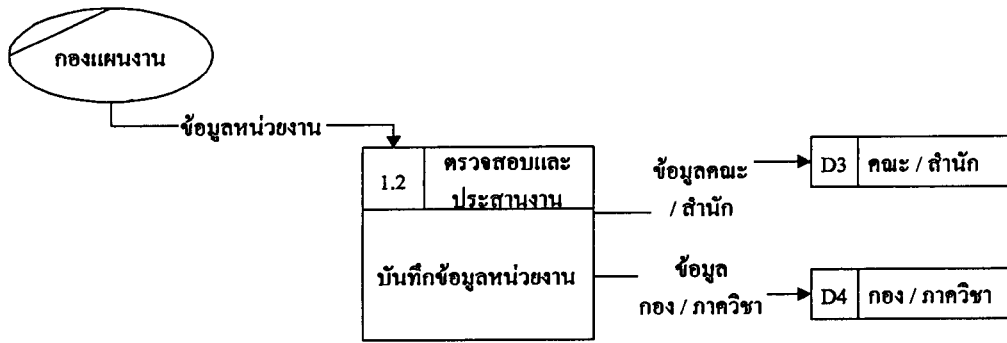 กองแผนงาน
ข้อมูลหน่วยงาน
1.2
ตรวจสอบและ
ประสานงาน
บันทึกข้อมูลหน่วยงาน
ข้อมูลคณะ
/ สำนัก
D3
คณะ / สำนัก
ข้อมูล
กอง / ภาควิชา
D4
กอง / ภาควิชา